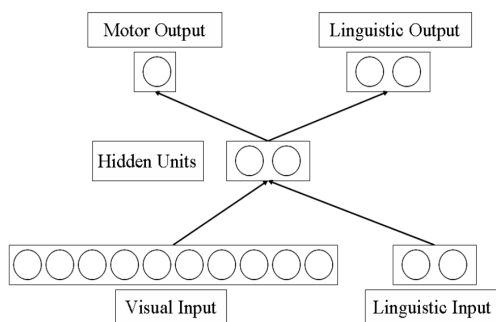 Motor Output
Linguistic Output
Hidden Units
Visual Input
Linguistic Input